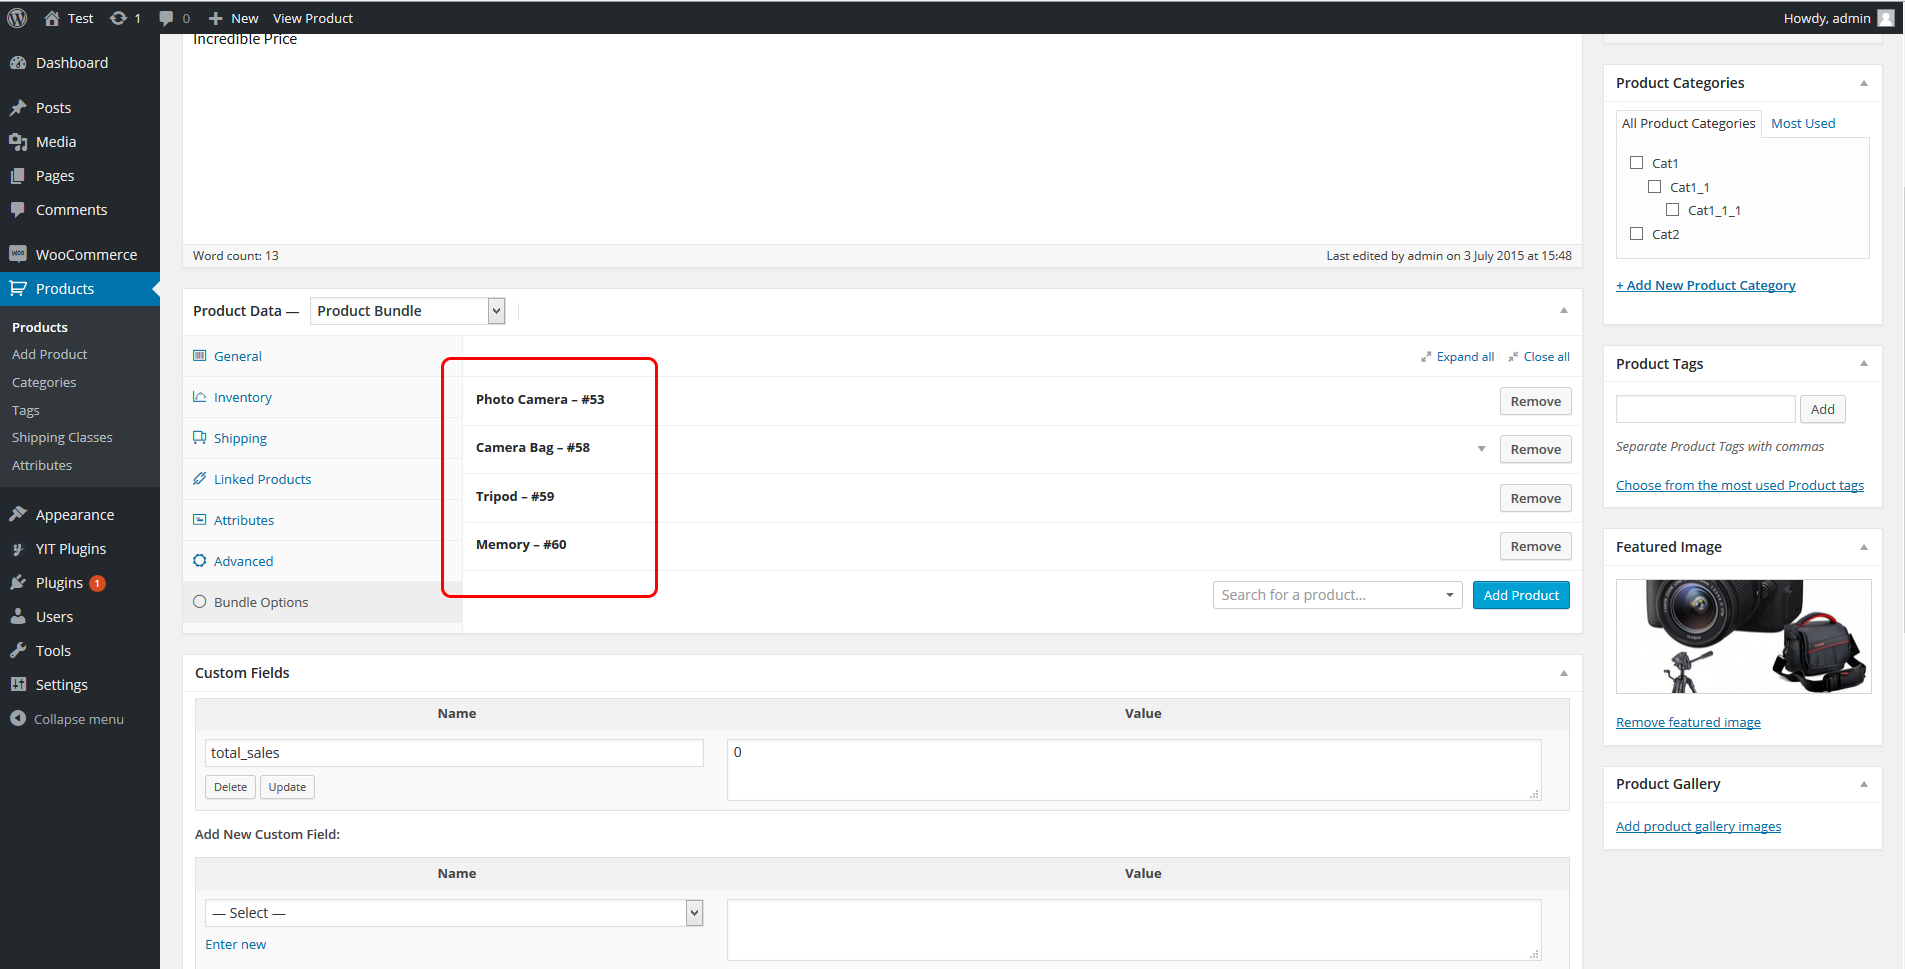 Test
1
0
New
View Product
Howdy, admin
Dashboard
Posts
Media
Pages
Comments
WooCommerce
Products
Products
Add Product
Categories
Tags
Shipping Classes
Attributes
Appearance
YIT Plugins
Plugins 1
Users
Tools
Settings
Collapse menu
Incredible Price
Word count: 13
Last edited by admin on 3 July 2015 at 15:48
Product Data — Product Bundle
General
Inventory
Shipping
Linked Products
Attributes
Advanced
Bundle Options
Expand all
Close all
Photo Camera – #53
Remove
Camera Bag – #58
Remove
Tripod – #59
Remove
Memory – #60
Remove
Search for a product...
Add Product
Custom Fields
Name
Value
total_sales
0
Delete
Update
Add New Custom Field:
Name
Value
— Select —
Enter new
Product Categories
All Product Categories
Most Used
Cat1
Cat1_1
Cat1_1_1
Cat2
+ Add New Product Category
Product Tags
Add
Separate Product Tags with commas
Choose from the most used Product tags
Featured Image
Remove featured image
Product Gallery
Add product gallery images